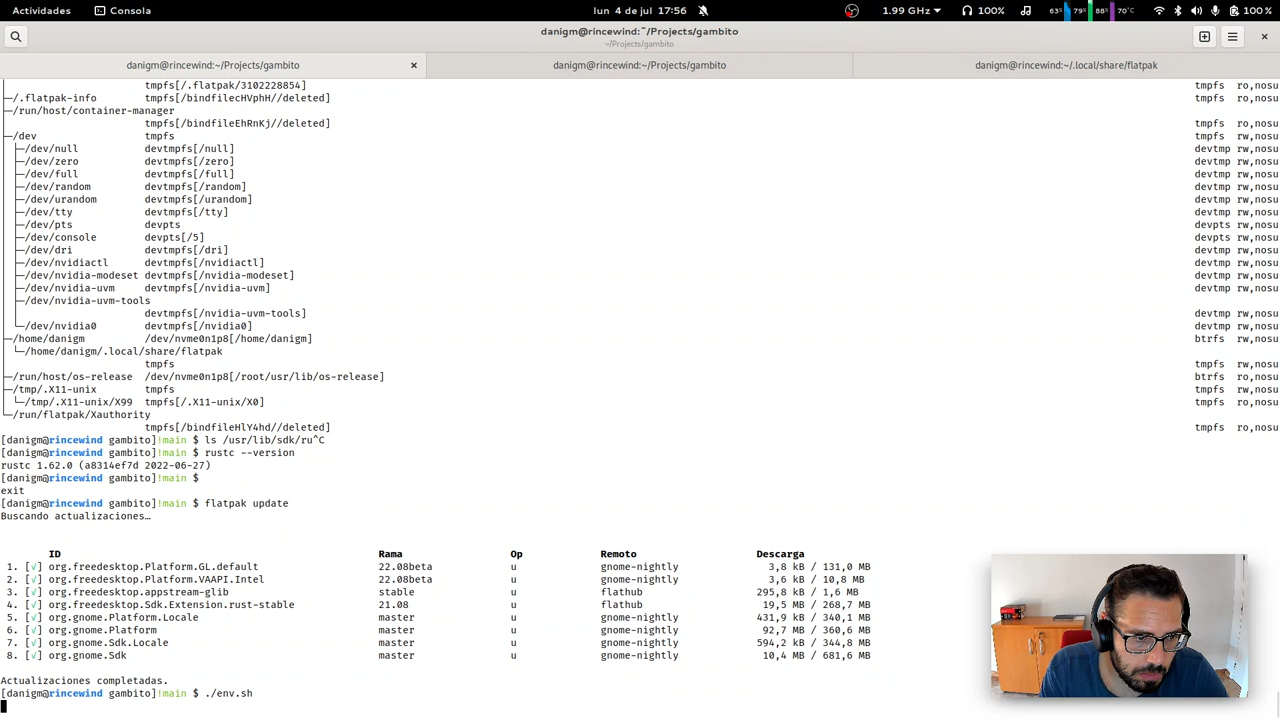 Actividades Consola lun 4 de jul 17:56 1.99 GHz 100% 63% 79% 88% 70°C 100 %
danigm@rincewind:~/Projects/gambito
~/Projects/gambito
danigm@rincewind:~/Projects/gambito danigm@rincewind:~/Projects/gambito danigm@rincewind:~/.local/share/flatpak
tmpfs[/.flatpak/3102228854] tmpfs ro,nosu
├─/.flatpak-info tmpfs[/bindfilecHVphH//deleted] tmpfs ro,nosu
├─/run/host/container-manager
tmpfs[/bindfileEhRnKj//deleted] tmpfs ro,nosu
├─/dev tmpfs tmpfs rw,nosu
│ ├─/dev/null devtmpfs[/null] devtmp rw,nosu
│ ├─/dev/zero devtmpfs[/zero] devtmp rw,nosu
│ ├─/dev/full devtmpfs[/full] devtmp rw,nosu
│ ├─/dev/random devtmpfs[/random] devtmp rw,nosu
│ ├─/dev/urandom devtmpfs[/urandom] devtmp rw,nosu
│ ├─/dev/tty devtmpfs[/tty] devtmp rw,nosu
│ ├─/dev/pts devpts devpts rw,nosu
│ ├─/dev/console devpts[/5] devpts rw,nosu
│ ├─/dev/dri devtmpfs[/dri] devtmp rw,nosu
│ ├─/dev/nvidiactl devtmpfs[/nvidiactl] devtmp rw,nosu
│ ├─/dev/nvidia-modeset devtmpfs[/nvidia-modeset] devtmp rw,nosu
│ ├─/dev/nvidia-uvm devtmpfs[/nvidia-uvm] devtmp rw,nosu
│ ├─/dev/nvidia-uvm-tools
│ │ devtmpfs[/nvidia-uvm-tools] devtmp rw,nosu
│ └─/dev/nvidia0 devtmpfs[/nvidia0] devtmp rw,nosu
├─/home/danigm /dev/nvme0n1p8[/home/danigm] btrfs rw,nosu
│ └─/home/danigm/.local/share/flatpak
│ tmpfs tmpfs rw,nosu
├─/run/host/os-release /dev/nvme0n1p8[/root/usr/lib/os-release] btrfs ro,nosu
├─/tmp/.X11-unix tmpfs tmpfs rw,nosu
│ └─/tmp/.X11-unix/X99 tmpfs[/.X11-unix/X0] tmpfs rw,nosu
└─/run/flatpak/Xauthority
tmpfs[/bindfileHlY4hd//deleted] tmpfs ro,nosu
[danigm@rincewind gambito]!main $ ls /usr/lib/sdk/ru^C
[danigm@rincewind gambito]!main $ rustc --version
rustc 1.62.0 (a8314ef7d 2022-06-27)
[danigm@rincewind gambito]!main $
exit
[danigm@rincewind gambito]!main $ flatpak update
Buscando actualizaciones…
ID Rama Op Remoto Descarga
1. [✓] org.freedesktop.Platform.GL.default 22.08beta u gnome-nightly 3,8 kB / 131,0 MB
2. [✓] org.freedesktop.Platform.VAAPI.Intel 22.08beta u gnome-nightly 3,6 kB / 10,8 MB
3. [✓] org.freedesktop.appstream-glib stable u flathub 295,8 kB / 1,6 MB
4. [✓] org.freedesktop.Sdk.Extension.rust-stable 21.08 u flathub 19,5 MB / 268,7 MB
5. [✓] org.gnome.Platform.Locale master u gnome-nightly 431,9 kB / 340,1 MB
6. [✓] org.gnome.Platform master u gnome-nightly 92,7 MB / 360,6 MB
7. [✓] org.gnome.Sdk.Locale master u gnome-nightly 594,2 kB / 344,8 MB
8. [✓] org.gnome.Sdk master u gnome-nightly 10,4 MB / 681,6 MB
Actualizaciones completadas.
[danigm@rincewind gambito]!main $ ./env.sh